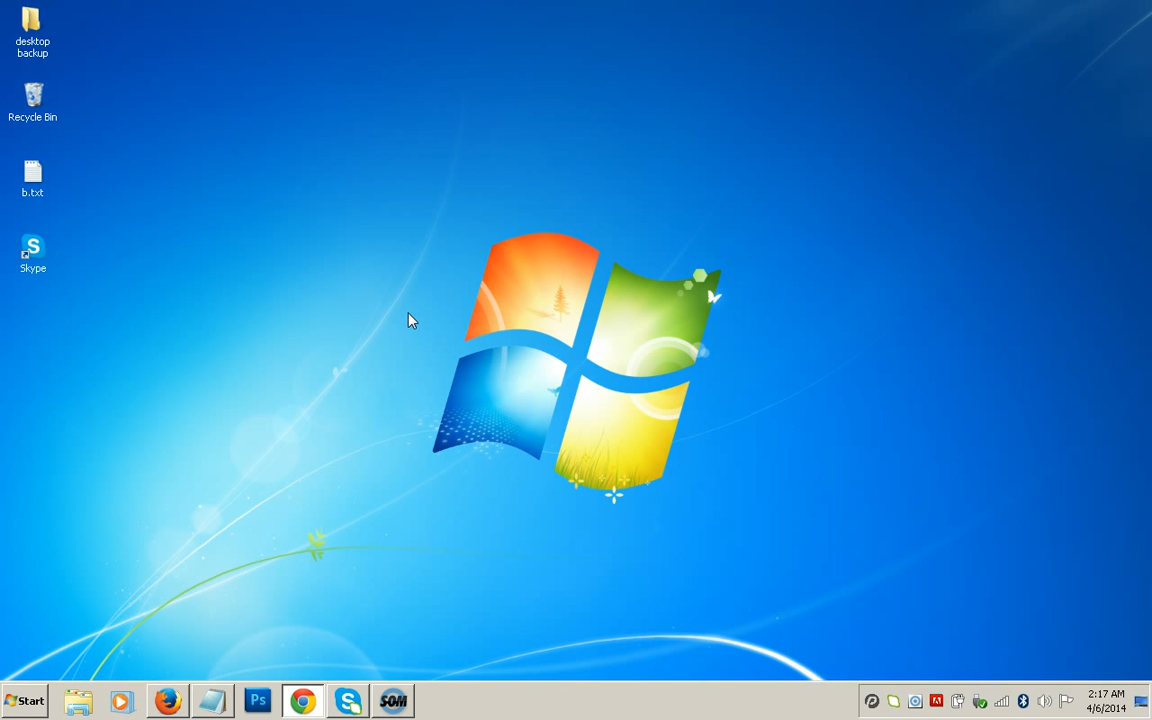 desktop
backup
Recycle Bin
b.txt
S
Skype
Start
Ps
S
SOM
2:17 AM
4/6/2014